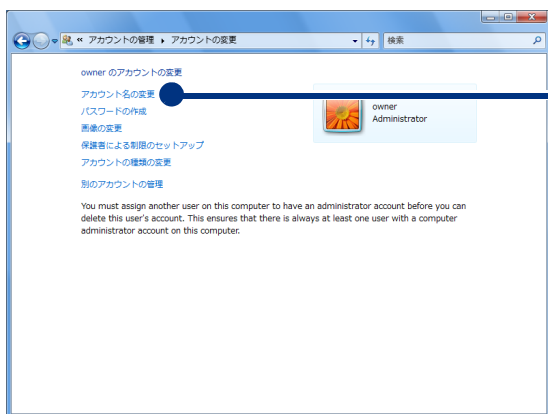 « アカウントの管理 ▸ アカウントの変更
検索
owner のアカウントの変更
アカウント名の変更
パスワードの作成
画像の変更
保護者による制限のセットアップ
アカウントの種類の変更
別のアカウントの管理
owner
Administrator
You must assign another user on this computer to have an administrator account before you can
delete this user's account. This ensures that there is always at least one user with a computer
administrator account on this computer.